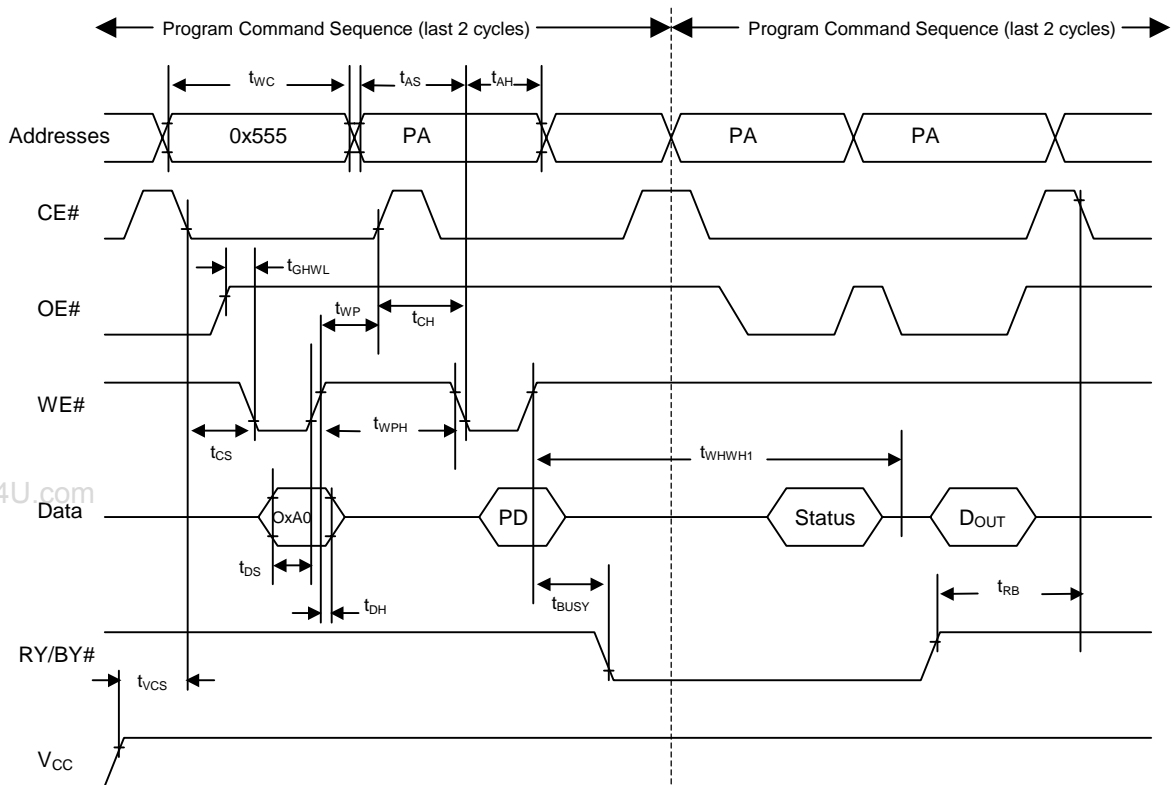 Program Command Sequence (last 2 cycles) Program Command Sequence (last 2 cycles)
tWC tAS tAH
Addresses 0x555 PA PA PA
CE#
tGHWL
OE# tWP tCH
WE#
tCS tWPH tWHWH1
4U.com
Data OxA0 PD Status DOUT
tDS tDH tBUSY tRB
RY/BY#
tVCS
VCC